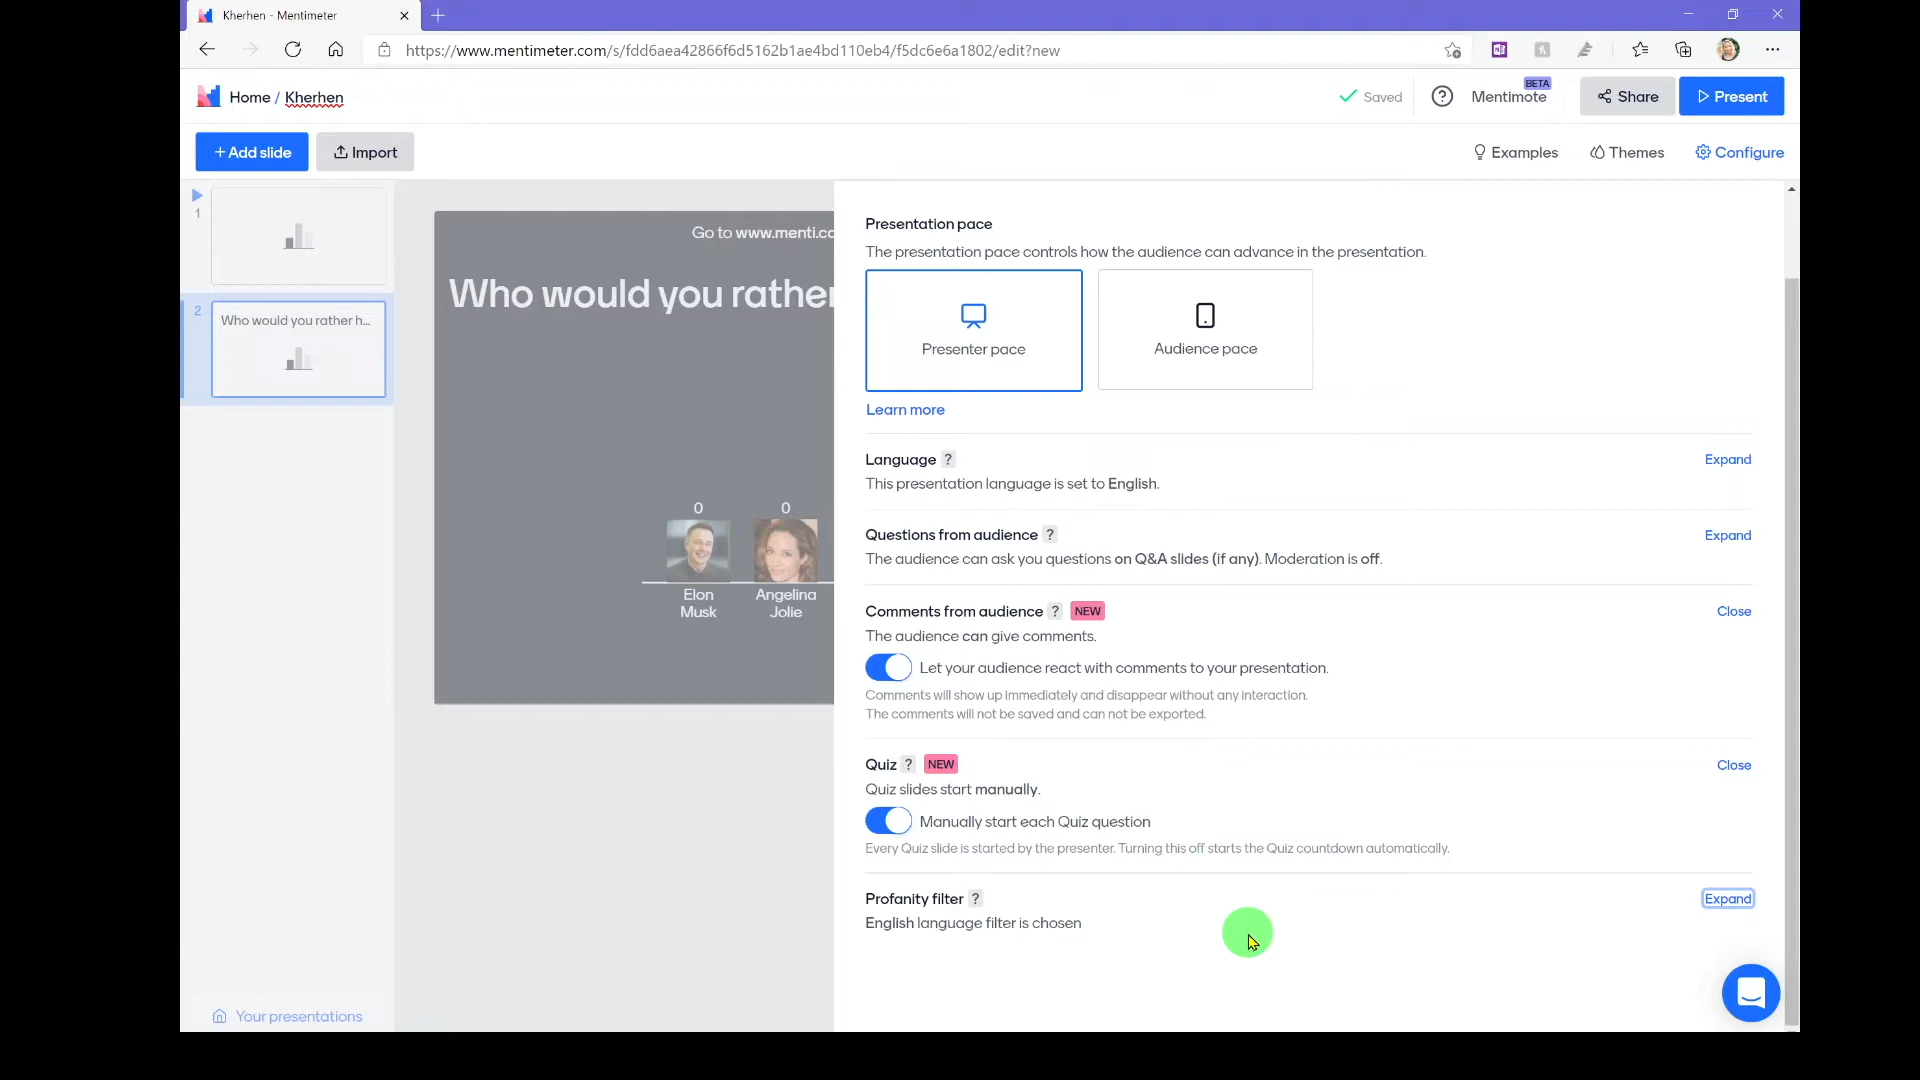 Kherhen - Mentimeter
https://www.mentimeter.com/s/fdd6aea42866f6d5162b1ae4bd110eb4/f5dc6e6a1802/edit?new
Home / Kherhen
Saved
?
Mentimote
BETA
Share
Present
+ Add slide
Import
Examples
Themes
Configure
1
2
Who would you rather h...
Your presentations
Go to www.menti.co
Who would you rather
0
0
Elon
Musk
Angelina
Jolie
Presentation pace
The presentation pace controls how the audience can advance in the presentation.
Presenter pace
Audience pace
Learn more
Language ?
Expand
This presentation language is set to English.
Questions from audience ?
Expand
The audience can ask you questions on Q&A slides (if any). Moderation is off.
Comments from audience ? NEW
Close
The audience can give comments.
Let your audience react with comments to your presentation.
Comments will show up immediately and disappear without any interaction.
The comments will not be saved and can not be exported.
Quiz ? NEW
Close
Quiz slides start manually.
Manually start each Quiz question
Every Quiz slide is started by the presenter. Turning this off starts the Quiz countdown automatically.
Profanity filter ?
Expand
English language filter is chosen